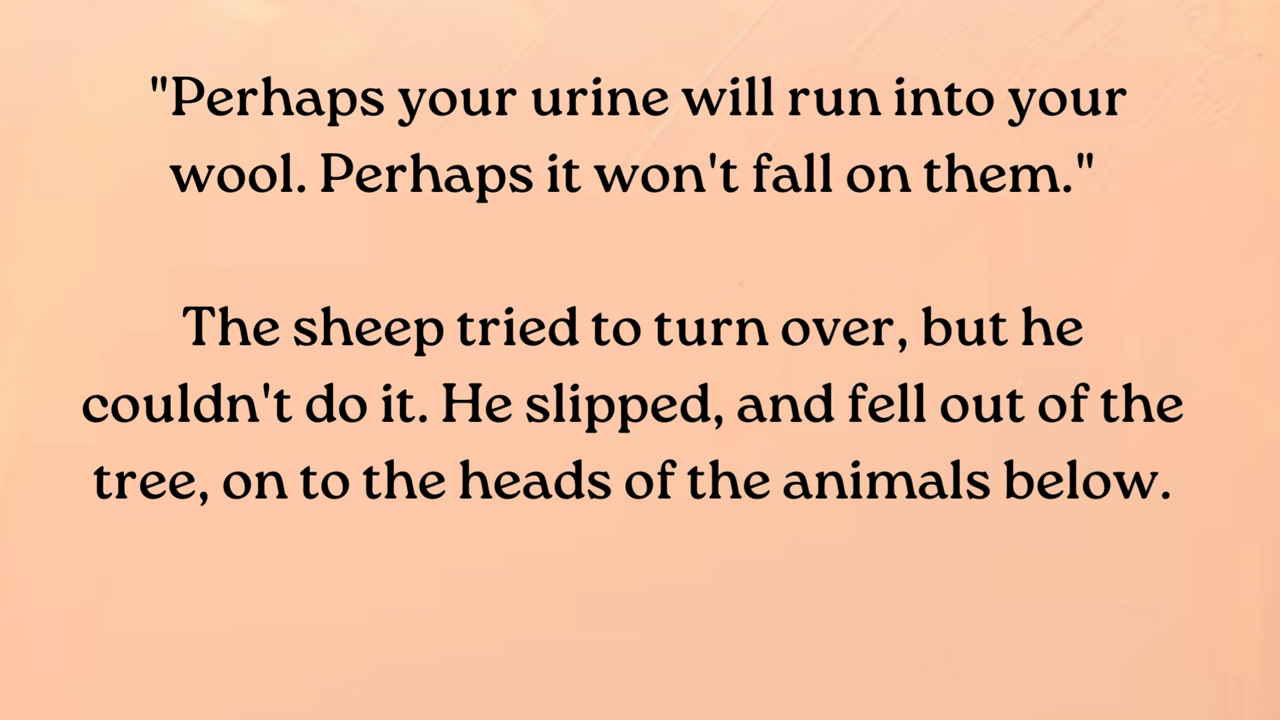 "Perhaps your urine will run into your
wool. Perhaps it won't fall on them."
The sheep tried to turn over, but he
couldn't do it. He slipped, and fell out of the
tree, on to the heads of the animals below.